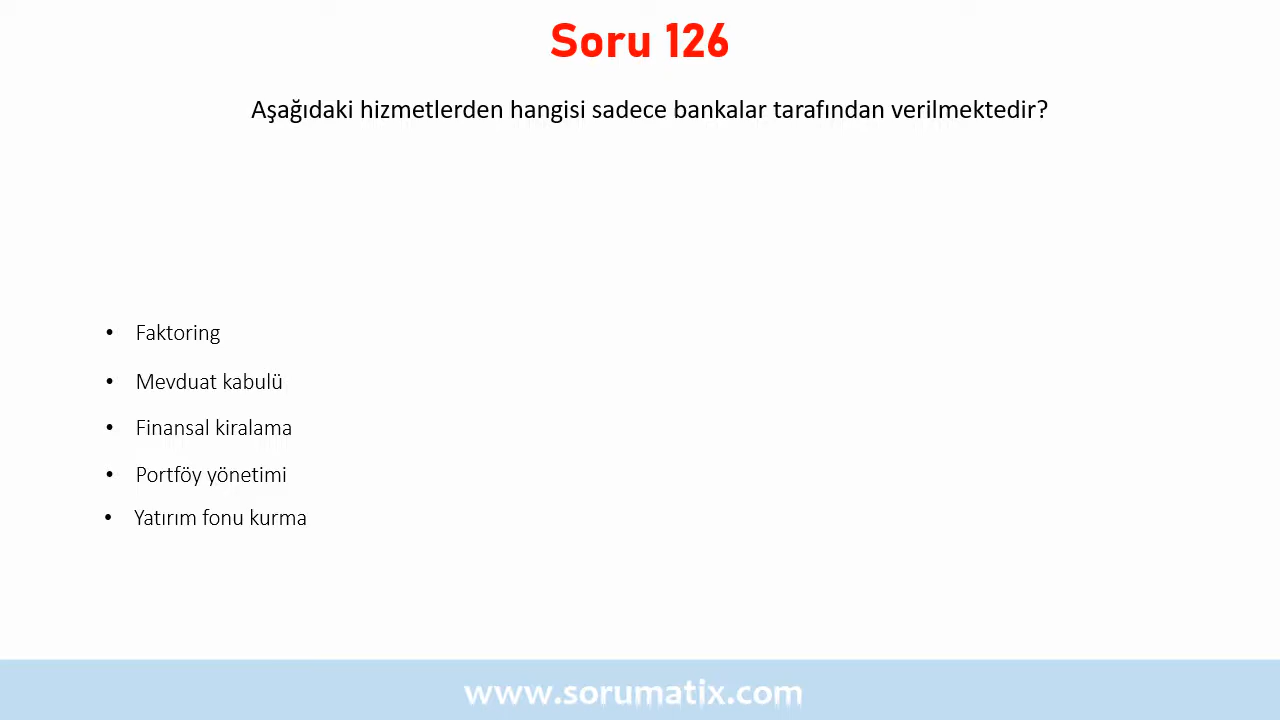 Soru 126
Aşağıdaki hizmetlerden hangisi sadece bankalar tarafından verilmektedir?
• Faktoring
• Mevduat kabulü
• Finansal kiralama
• Portföy yönetimi
• Yatırım fonu kurma
www.sorumatix.com